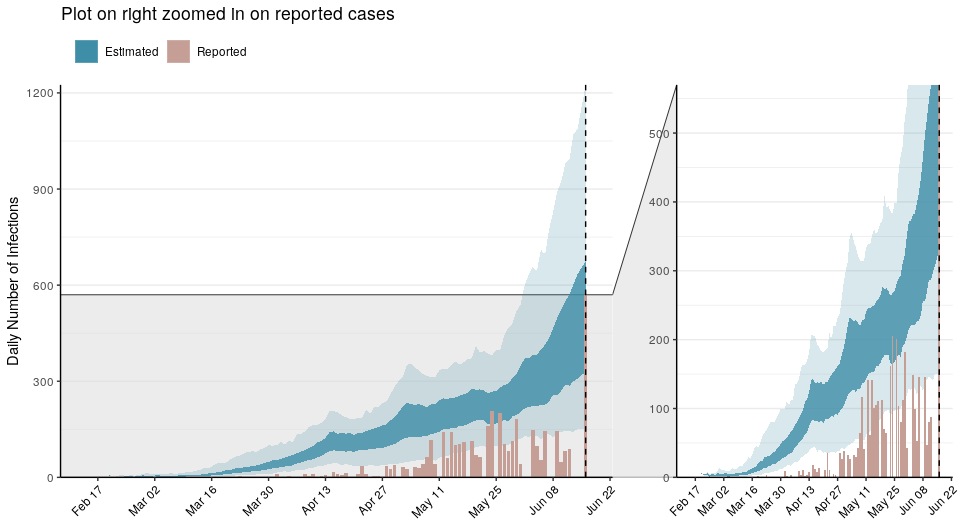 Plot on right zoomed in on reported cases
Estimated
Reported
Daily Number of Infections
1200
900
600
300
0
Feb 17
Mar 02
Mar 16
Mar 30
Apr 13
Apr 27
May 11
May 25
Jun 08
Jun 22
500
400
300
200
100
0
Feb 17
Mar 02
Mar 16
Mar 30
Apr 13
Apr 27
May 11
May 25
Jun 08
Jun 22